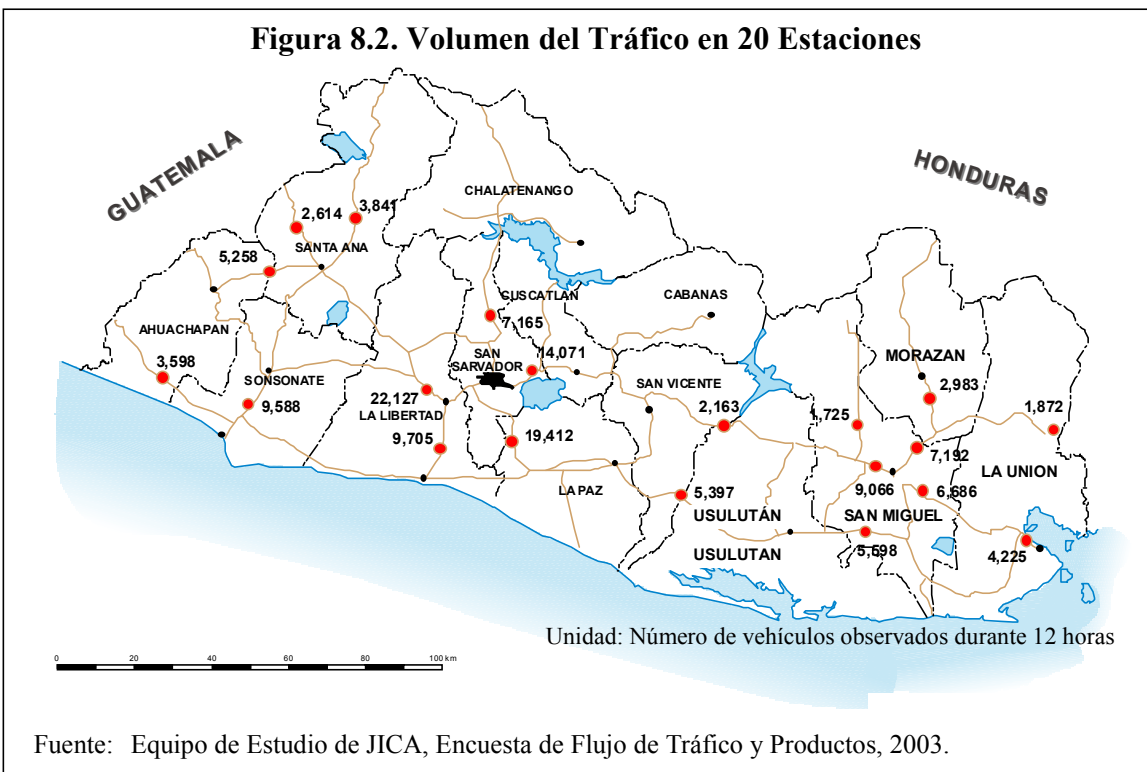 Figura 8.2. Volumen del Tráfico en 20 Estaciones
GUATEMALA
HONDURAS
CHALATENANGO
2,614
3,841
SANTA ANA
5,258
CUSCATLAN
CABANAS
7,165
AHUACHAPAN
SAN
SARVADOR
14,071
MORAZAN
3,598
SONSONATE
22,127
LA LIBERTAD
SAN VICENTE
2,983
9,588
2,163
1,725
1,872
9,705
19,412
7,192
LA UNION
LA PAZ
5,397
9,066
6,686
USULUTÁN
SAN MIGUEL
USULUTAN
5,598
4,225
Unidad: Número de vehículos observados durante 12 horas
0 20 40 60 80 100 km
Fuente: Equipo de Estudio de JICA, Encuesta de Flujo de Tráfico y Productos, 2003.